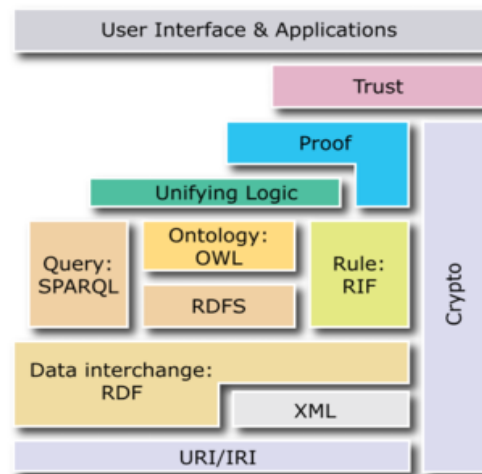 User Interface & Applications
Trust
Proof
Unifying Logic
Query:
SPARQL
Ontology:
OWL
RDFS
Rule:
RIF
Crypto
Data interchange:
RDF
XML
URI/IRI